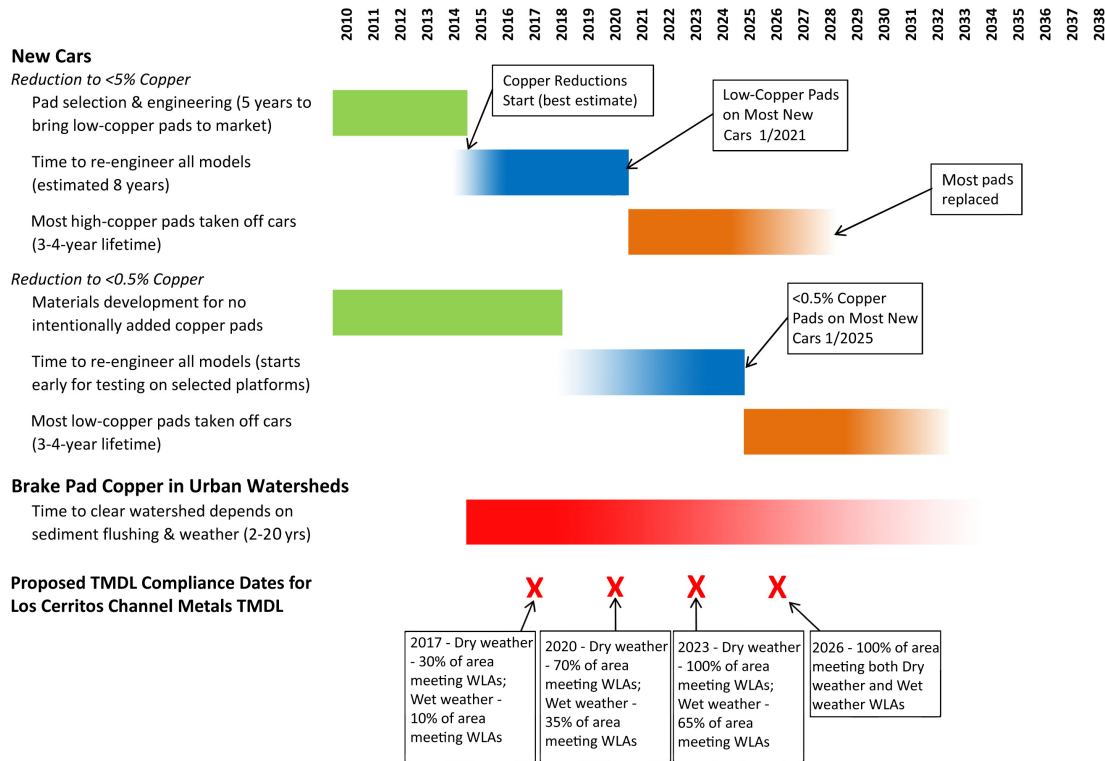 2010 2011 2012 2013 2014 2015 2016 2017 2018 2019 2020 2021 2022 2023 2024 2025 2026 2027 2028 2029 2030 2031 2032 2033 2034 2035 2036 2037 2038
New Cars
Reduction to <5% Copper
Pad selection & engineering (5 years to
bring low-copper pads to market)
Copper Reductions
Start (best estimate)
Low-Copper Pads
on Most New
Cars 1/2021
Time to re-engineer all models
(estimated 8 years)
Most pads
replaced
Most high-copper pads taken off cars
(3-4-year lifetime)
Reduction to <0.5% Copper
Materials development for no
intentionally added copper pads
<0.5% Copper
Pads on Most New
Cars 1/2025
Time to re-engineer all models (starts
early for testing on selected platforms)
Most low-copper pads taken off cars
(3-4-year lifetime)
Brake Pad Copper in Urban Watersheds
Time to clear watershed depends on
sediment flushing & weather (2-20 yrs)
Proposed TMDL Compliance Dates for
Los Cerritos Channel Metals TMDL
X X X X
2017 - Dry weather
- 30% of area
meeting WLAs;
Wet weather -
10% of area
meeting WLAs
2020 - Dry weather
- 70% of area
meeting WLAs;
Wet weather -
35% of area
meeting WLAs
2023 - Dry weather
- 100% of area
meeting WLAs;
Wet weather -
65% of area
meeting WLAs
2026 - 100% of area
meeting both Dry
weather and Wet
weather WLAs